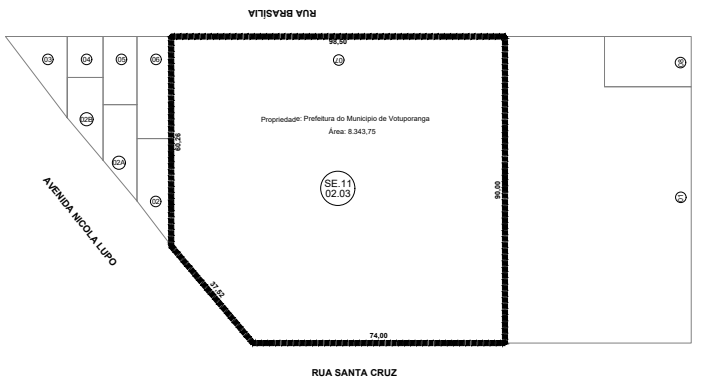 RUA BRASÍLIA
98,50
03
04
05
06
07
02B
02A
02
60,26
Propriedade: Prefeitura do Municipio de Votuporanga
Área: 8.343,75
SE.11
02.03
90,00
01
AVENIDA NICOLA LUPO
37,52
74,00
RUA SANTA CRUZ